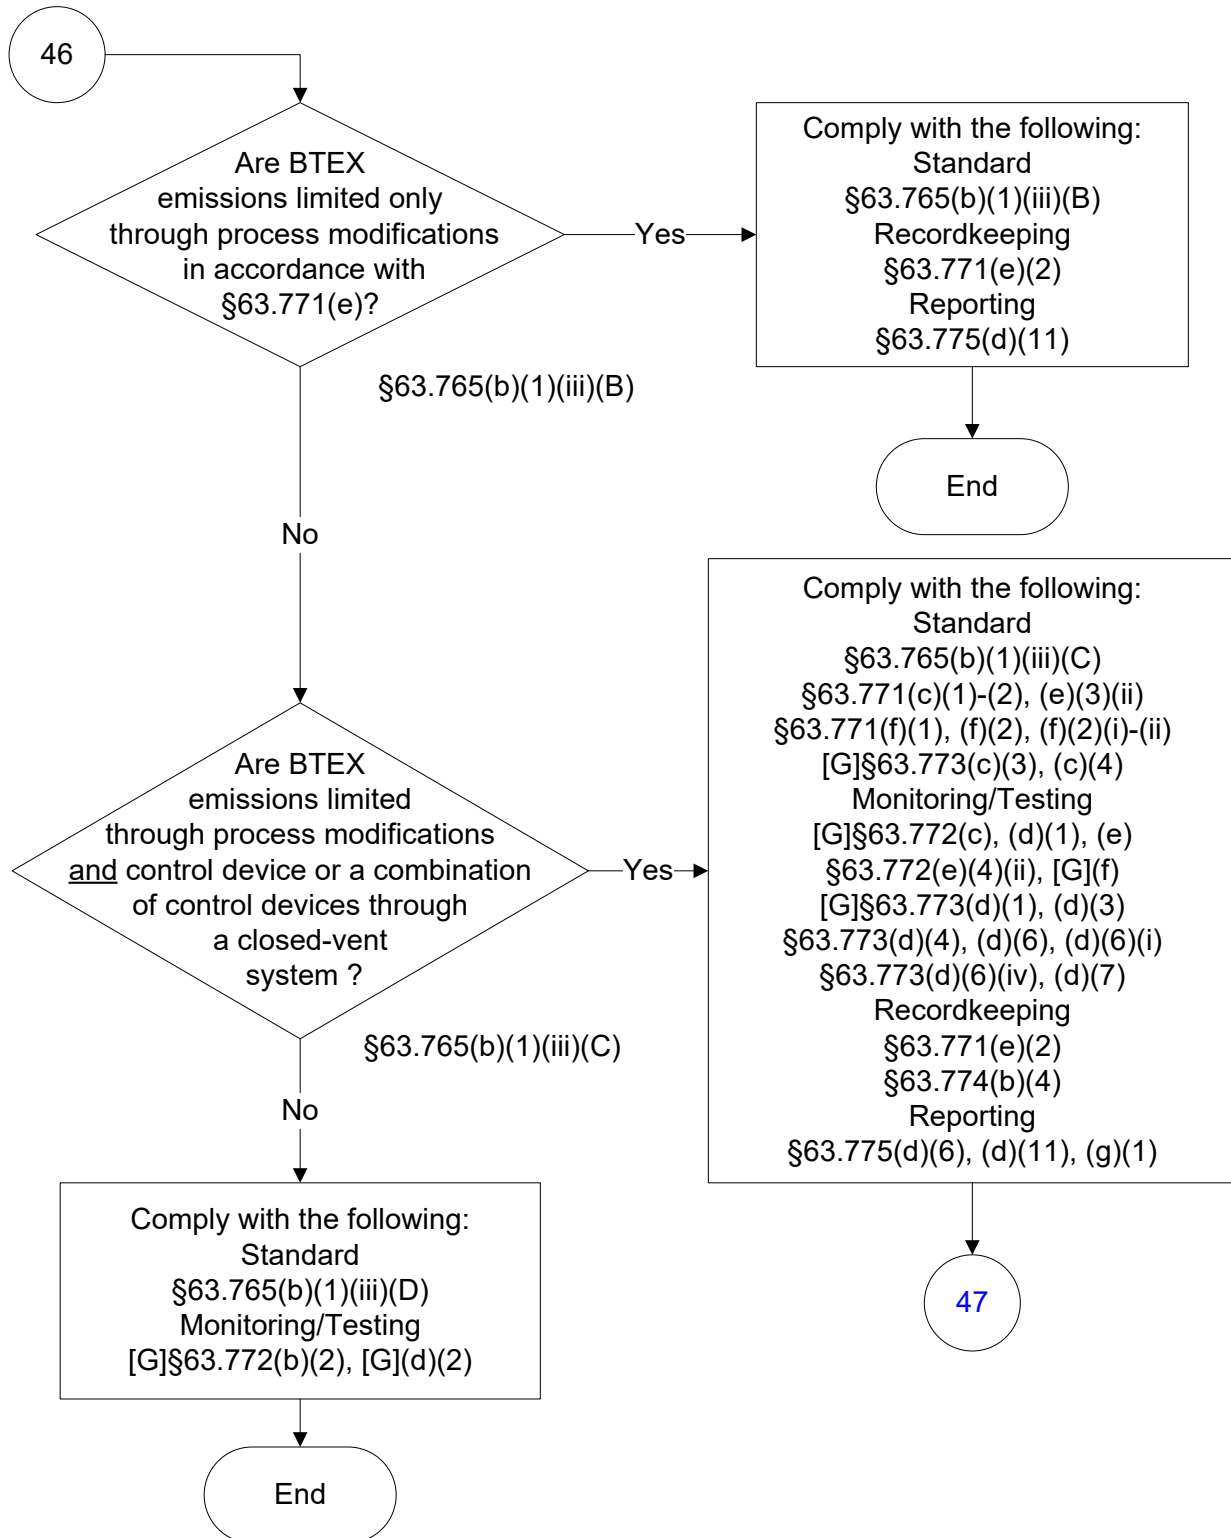 46
Are BTEX
emissions limited only
through process modifications
in accordance with
§63.771(e)?
Yes
Comply with the following:
Standard
§63.765(b)(1)(iii)(B)
Recordkeeping
§63.771(e)(2)
Reporting
§63.775(d)(11)
§63.765(b)(1)(iii)(B)
End
No
Are BTEX
emissions limited
through process modifications
and control device or a combination
of control devices through
a closed-vent
system ?
Yes
Comply with the following:
Standard
§63.765(b)(1)(iii)(C)
§63.771(c)(1)-(2), (e)(3)(ii)
§63.771(f)(1), (f)(2), (f)(2)(i)-(ii)
[G]§63.773(c)(3), (c)(4)
Monitoring/Testing
[G]§63.772(c), (d)(1), (e)
§63.772(e)(4)(ii), [G](f)
[G]§63.773(d)(1), (d)(3)
§63.773(d)(4), (d)(6), (d)(6)(i)
§63.773(d)(6)(iv), (d)(7)
Recordkeeping
§63.771(e)(2)
§63.774(b)(4)
Reporting
§63.775(d)(6), (d)(11), (g)(1)
§63.765(b)(1)(iii)(C)
No
Comply with the following:
Standard
§63.765(b)(1)(iii)(D)
Monitoring/Testing
[G]§63.772(b)(2), [G](d)(2)
47
End